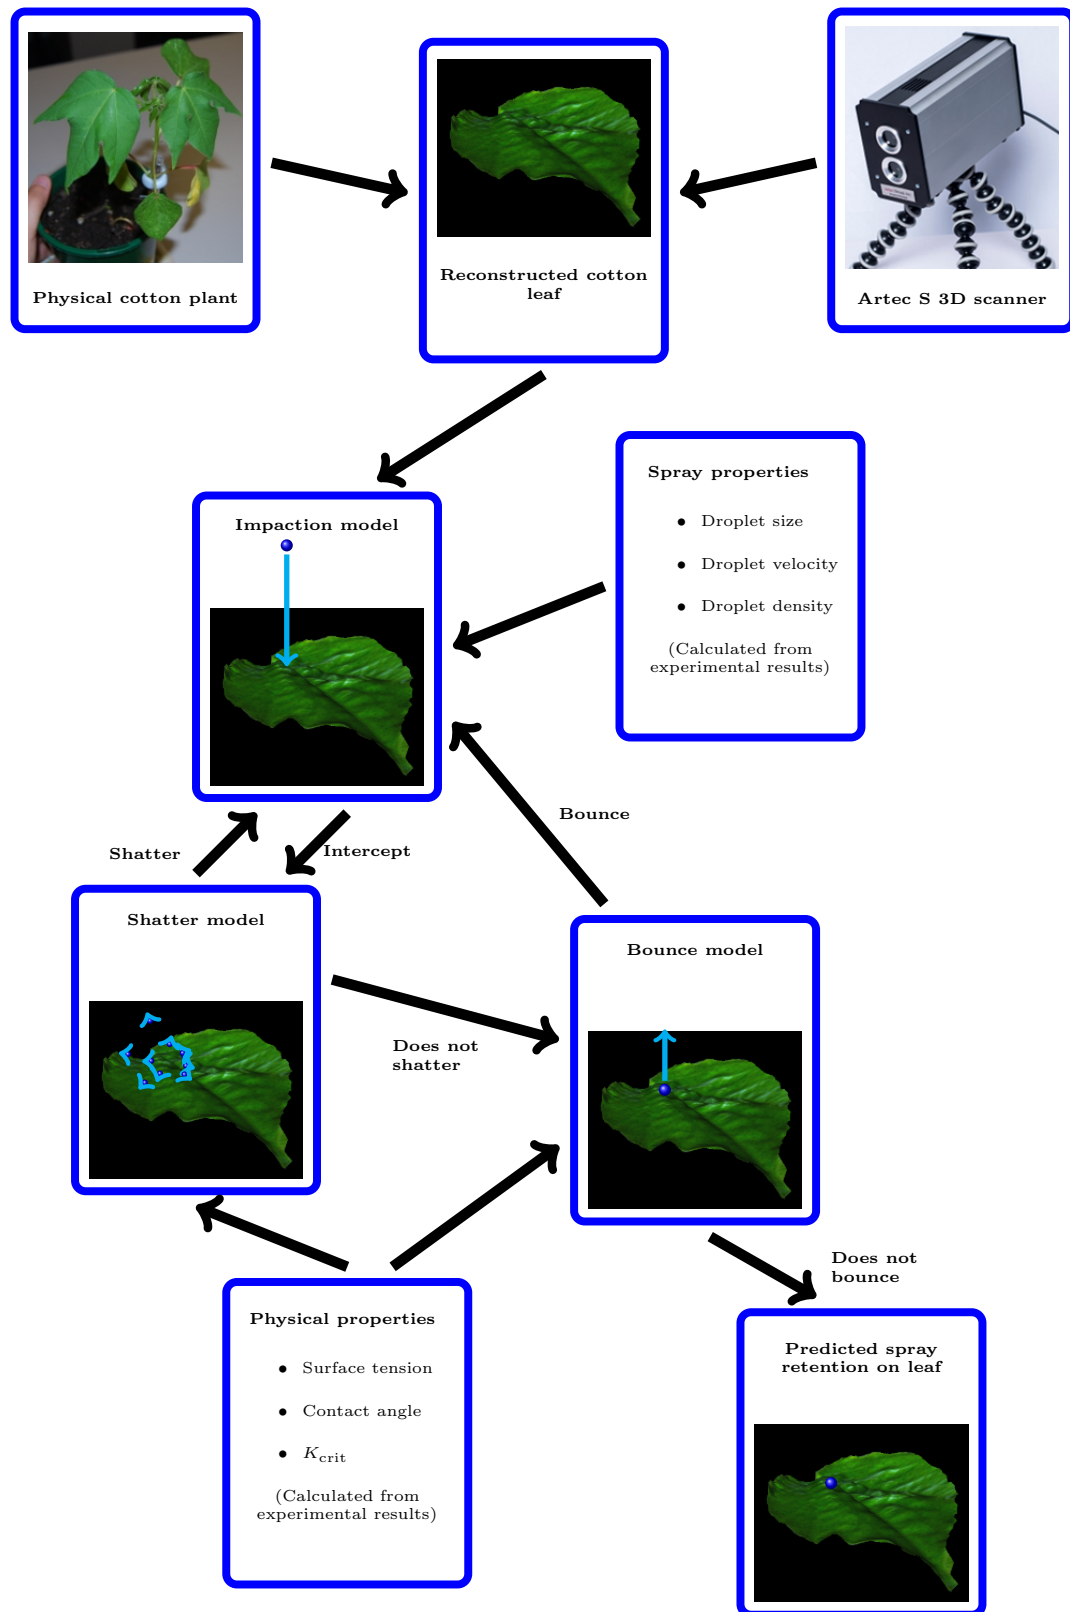 Physical cotton plant
Reconstructed cotton
leaf
Artec S 3D scanner
Spray properties
• Droplet size
• Droplet velocity
• Droplet density
(Calculated from
experimental results)
Impaction model
Bounce
Shatter
Intercept
Shatter model
Bounce model
Does not
shatter
Does not
bounce
Physical properties
• Surface tension
• Contact angle
• K_crit
(Calculated from
experimental results)
Predicted spray
retention on leaf